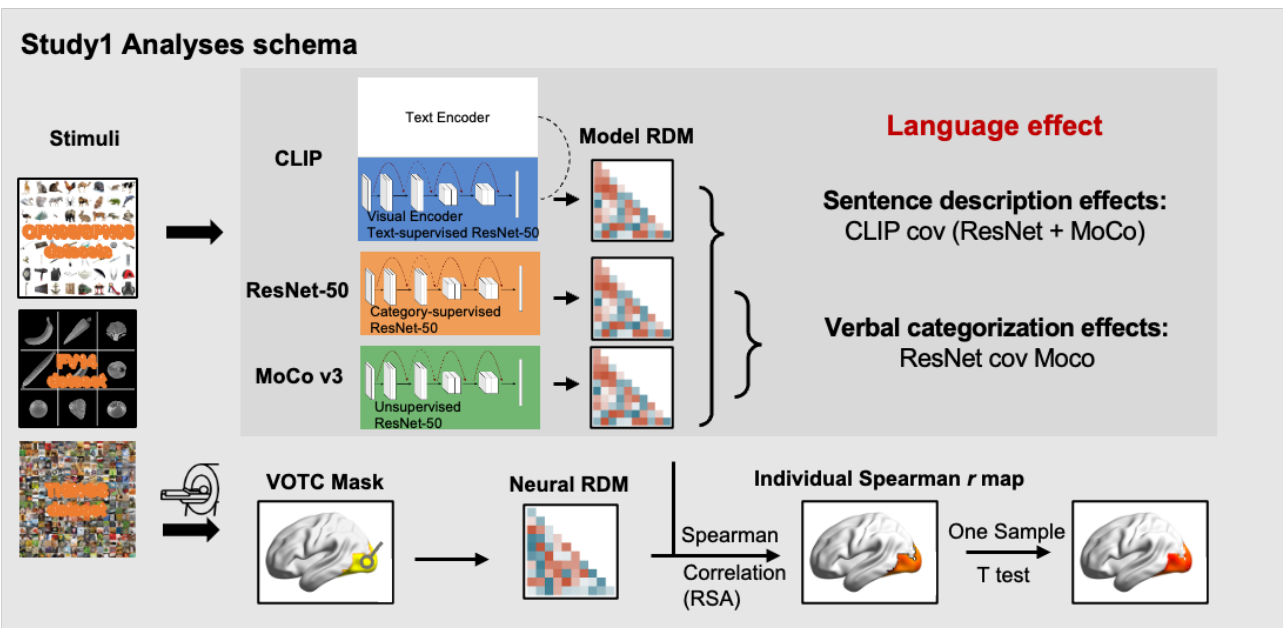 Study1 Analyses schema
Stimuli
dataset
dataset
CLIP
Text Encoder
Visual Encoder
Text-supervised ResNet-50
ResNet-50
Category-supervised
ResNet-50
MoCo v3
Unsupervised
ResNet-50
Model RDM
Language effect
Sentence description effects:
CLIP cov (ResNet + MoCo)
Verbal categorization effects:
ResNet cov Moco
VOTC Mask
Neural RDM
Spearman
Correlation
(RSA)
Individual Spearman r map
One Sample
T test